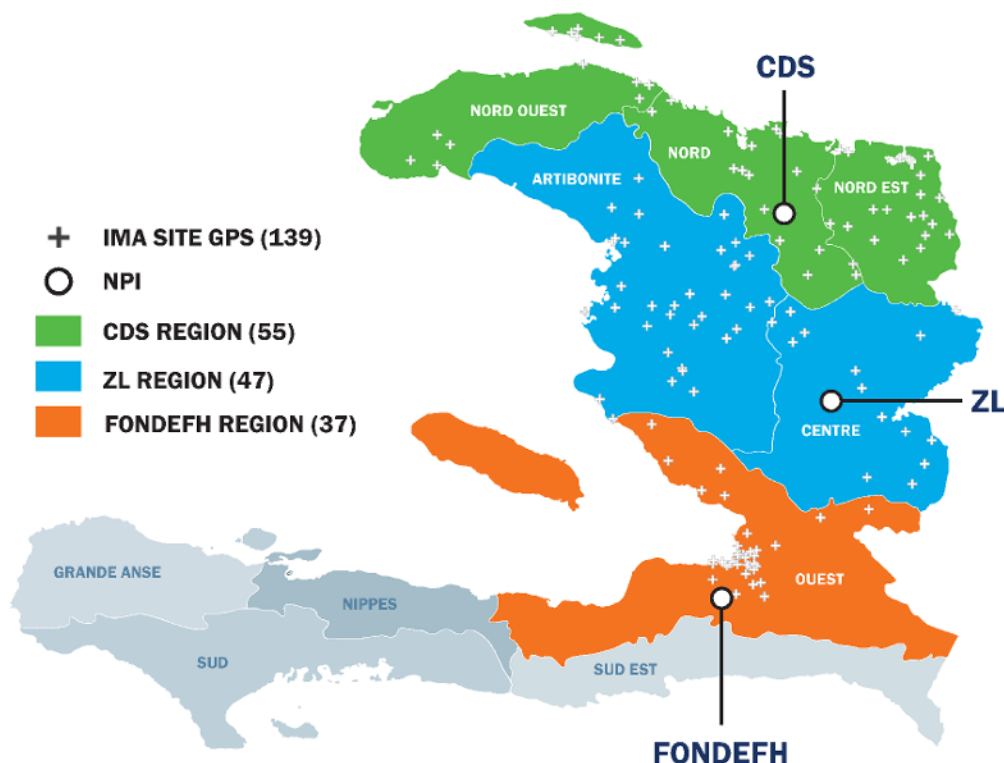 CDS
NORD OUEST
NORD
ARTIBONITE
NORD EST
IMA SITE GPS (139)
NPI
CDS REGION (55)
ZL REGION (47)
FONDEFH REGION (37)
ZL
CENTRE
GRANDE ANSE
NIPPES
OUEST
SUD
SUD EST
FONDEFH